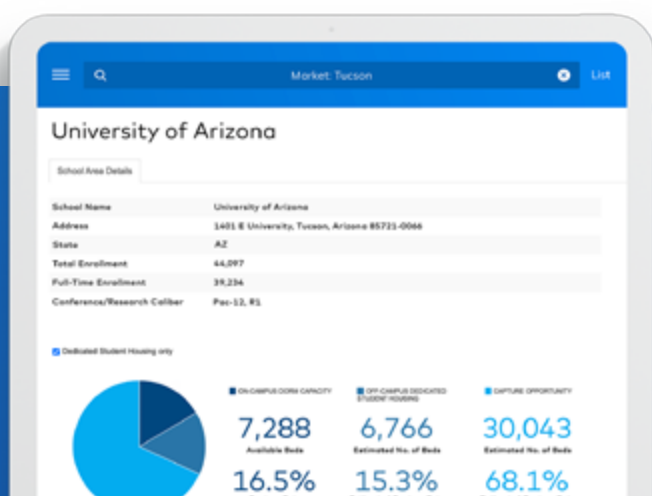 Market: Tucson
List
University of Arizona
School Area Details
School Name University of Arizona
Address 1401 E University, Tucson, Arizona 85721-0066
State AZ
Total Enrollment 44,097
Full-Time Enrollment 39,236
Conference/Research Caliber Pac-12, R1
Dedicated Student Housing only
ON-CAMPUS DORM CAPACITY
OFF-CAMPUS DEDICATED
STUDENT HOUSING
CAPTURE OPPORTUNITY
7,288 6,766 30,043
Available Beds Estimated No. of Beds Estimated No. of Beds
16.5% 15.3% 68.1%